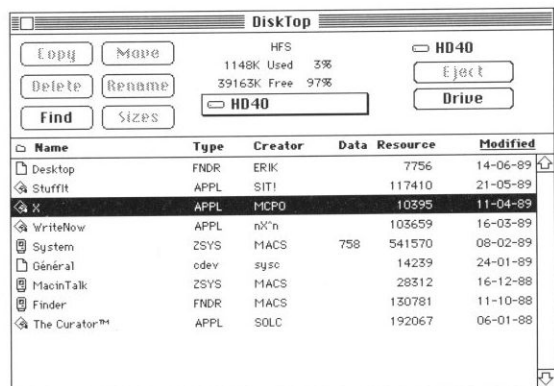 DiskTop
Copy Move HFS HD40
1148K Used 3%
Delete Rename 39163K Free 97% Eject
HD40 Drive
Find Sizes
Name Type Creator Data Resource Modified
Desktop FNDR ERIK 7756 14-06-89
StuffIt APPL SIT! 117410 21-05-89
X APPL MCPO 10395 11-04-89
WriteNow APPL nX^n 103659 16-03-89
System ZSYS MACS 758 541570 08-02-89
Général cdev sysc 14239 24-01-89
MacinTalk ZSYS MACS 28312 16-12-88
Finder FNDR MACS 130781 11-10-88
The Curator™ APPL SOLC 192067 06-01-88